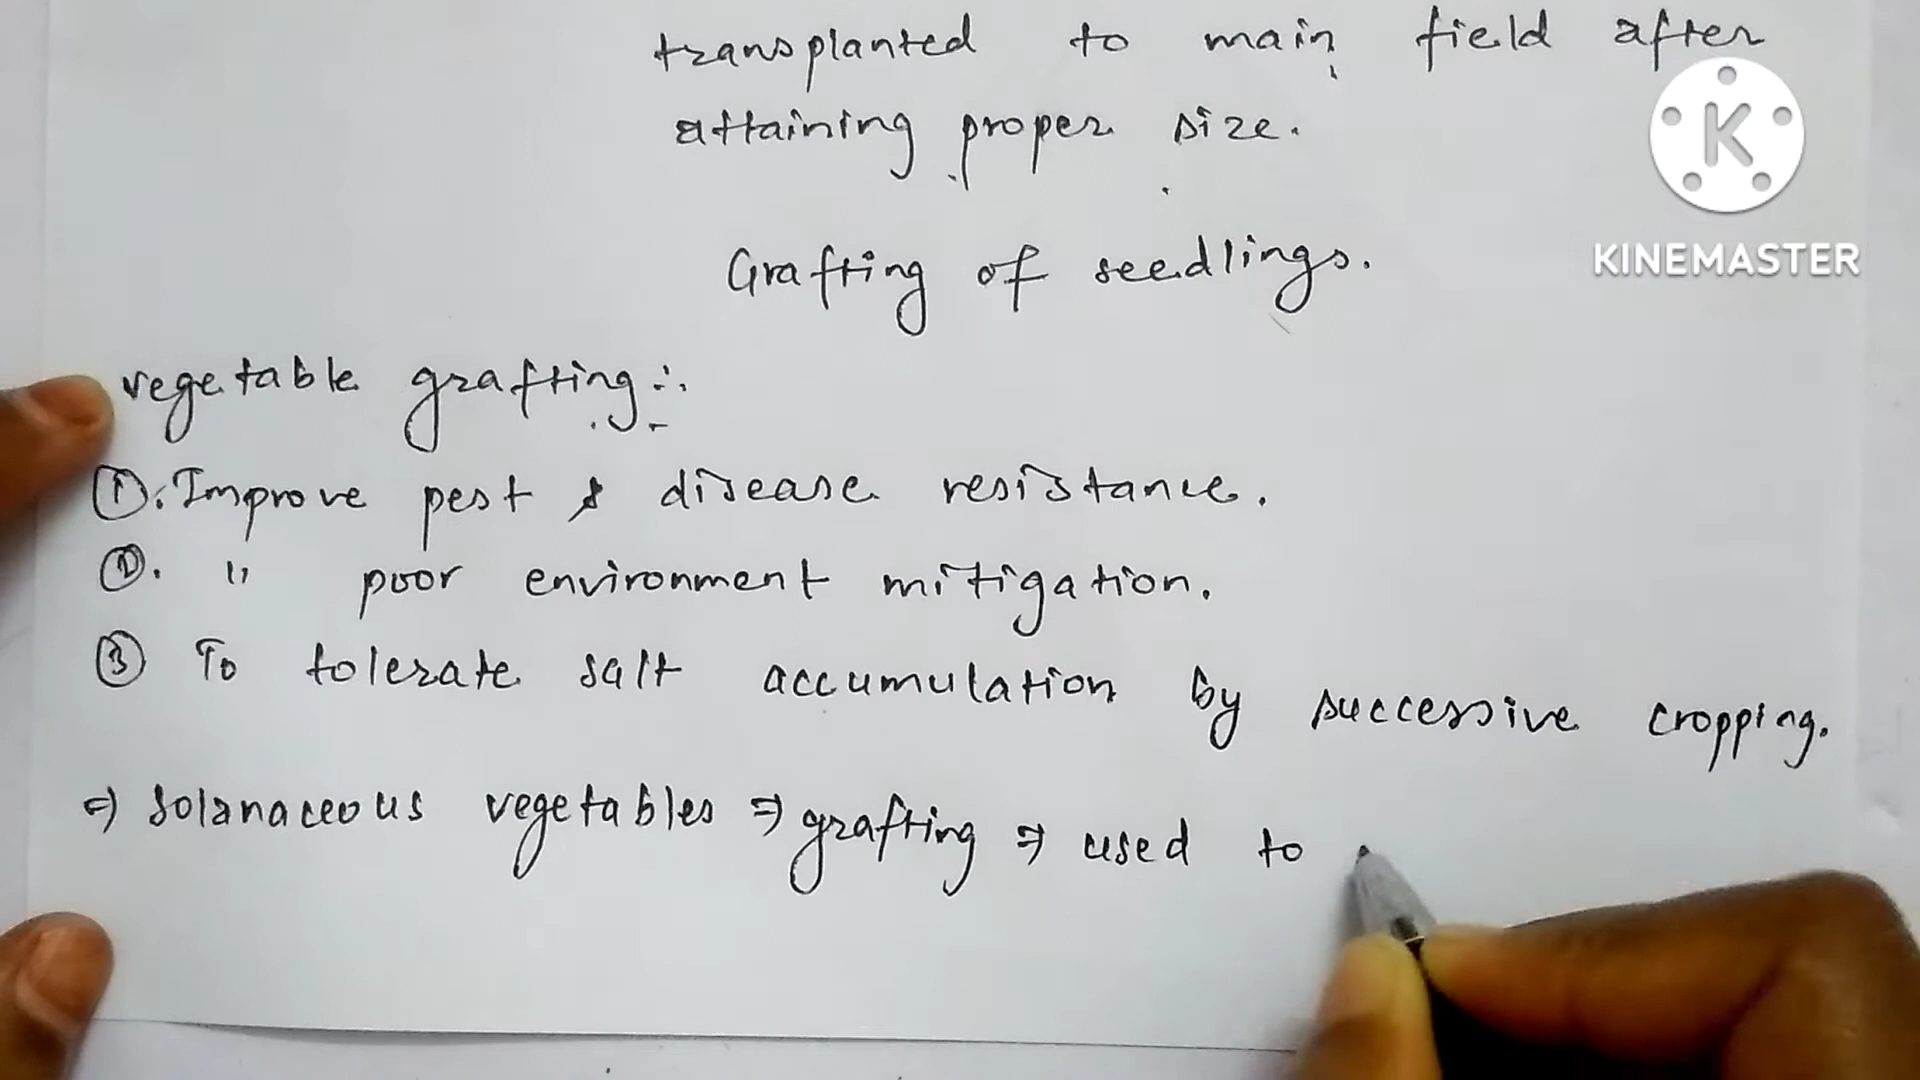 transplanted to main field after
attaining proper size.
K
KINEMASTER
Grafting of seedlings.
vegetable grafting:-
①. Improve pest & disease resistance.
②. " poor environment mitigation.
③ To tolerate salt accumulation by successive cropping.
⇒ solanaceous vegetables ⇒ grafting ⇒ used to